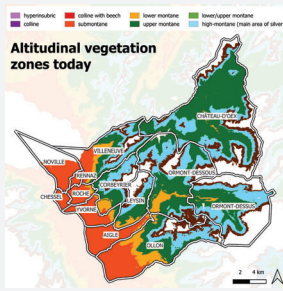 hyperinsubric
colline with beech
lower montane
lower/upper montane
colline
submontane
upper montane
high-montane (main area of silver
Altitudinal vegetation
zones today
CHÂTEAU-D'OEX
VILLENEUVE
NOVILLE
RENNAZ
ROCHE
CORBEYRIER
ORMONT-DESSOUS
CHESSEL
LEYSIN
YVORNE
ORMONT-DESSUS
AIGLE
OLLON
2 4 km